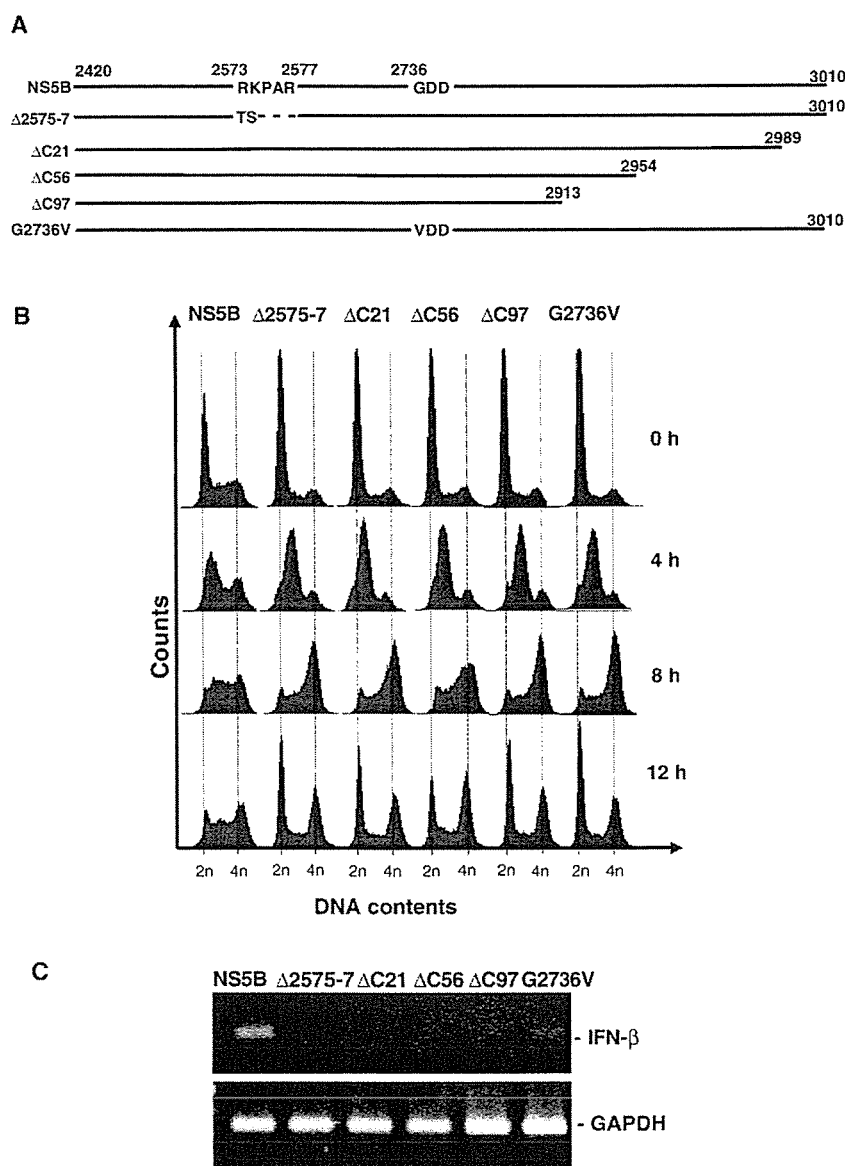 A
2420 2573 2577 2736 3010
NS5B RKPAR GDD
Δ2575-7 TS 3010
ΔC21 2989
ΔC56 2954
ΔC97 2913
G2736V VDD 3010
B
NS5B Δ2575-7 ΔC21 ΔC56 ΔC97 G2736V
0 h
4 h
8 h
12 h
Counts
2n 4n 2n 4n 2n 4n 2n 4n 2n 4n 2n 4n
DNA contents
C
NS5B Δ2575-7 ΔC21 ΔC56 ΔC97 G2736V
- IFN-β
- GAPDH